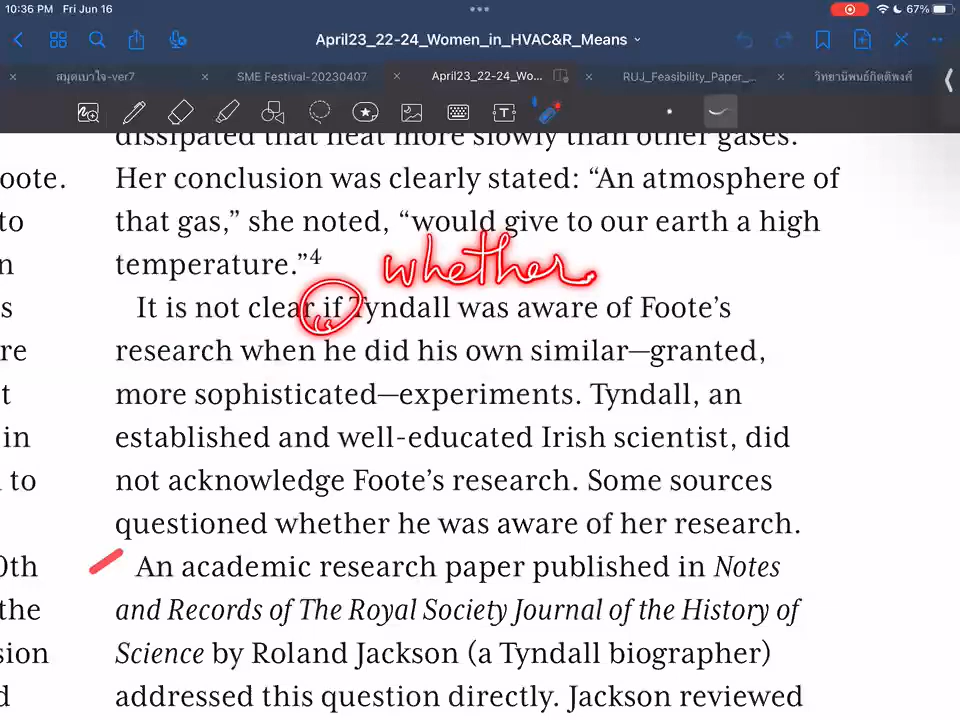 10:36 PM Fri Jun 16
67%
April23_22-24_Women_in_HVAC&R_Means
สมุดเบาใจ-ver7
SME Festival-20230407
April23_22-24_Wo...
RUJ_Feasibility_Paper_...
วิทยานิพนธ์กิตติพงศ์
dissipated that heat more slowly than other gases.
oote.
Her conclusion was clearly stated: “An atmosphere of
to
that gas,” she noted, “would give to our earth a high
n
temperature.”4
whether
s
It is not clear if Tyndall was aware of Foote’s
re
research when he did his own similar—granted,
t
more sophisticated—experiments. Tyndall, an
in
established and well-educated Irish scientist, did
to
not acknowledge Foote’s research. Some sources
questioned whether he was aware of her research.
0th
An academic research paper published in Notes
the
and Records of The Royal Society Journal of the History of
sion
Science by Roland Jackson (a Tyndall biographer)
d
addressed this question directly. Jackson reviewed